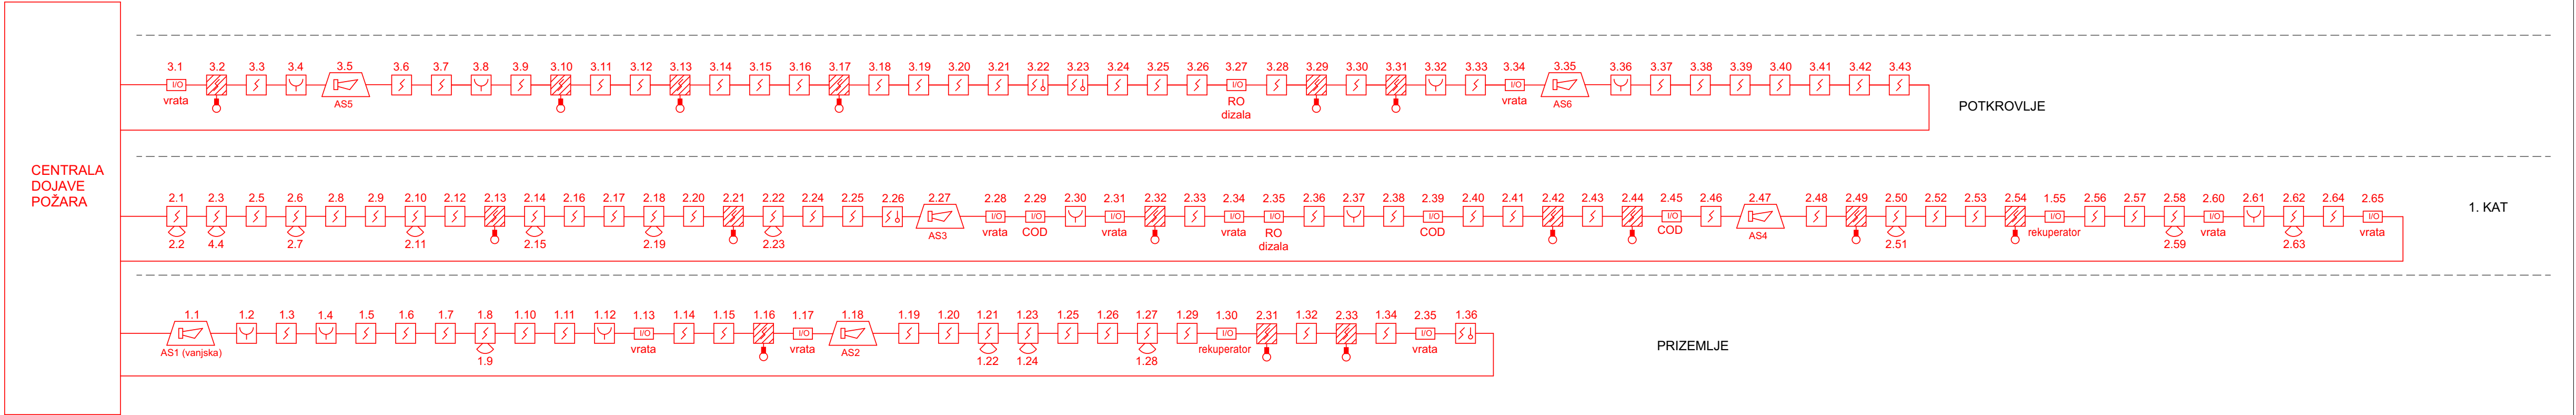 CENTRALA
DOJAVE
POŽARA
3.1 3.2 3.3 3.4 3.5 3.6 3.7 3.8 3.9 3.10 3.11 3.12 3.13 3.14 3.15 3.16 3.17 3.18 3.19 3.20 3.21 3.22 3.23 3.24 3.25 3.26 3.27 3.28 3.29 3.30 3.31 3.32 3.33 3.34 3.35 3.36 3.37 3.38 3.39 3.40 3.41 3.42 3.43
I/O I/O I/O
vrata AS5 RO vrata AS6
dizala
POTKROVLJE
2.1 2.3 2.5 2.6 2.8 2.9 2.10 2.12 2.13 2.14 2.16 2.17 2.18 2.20 2.21 2.22 2.24 2.25 2.26 2.27 2.28 2.29 2.30 2.31 2.32 2.33 2.34 2.35 2.36 2.37 2.38 2.39 2.40 2.41 2.42 2.43 2.44 2.45 2.46 2.47 2.48 2.49 2.50 2.52 2.53 2.54 1.55 2.56 2.57 2.58 2.60 2.61 2.62 2.64 2.65
I/O I/O I/O I/O I/O I/O I/O I/O I/O I/O
1. KAT
AS3 vrata COD vrata vrata RO COD COD AS4 rekuperator vrata vrata
dizala
2.2 4.4 2.7 2.11 2.15 2.19 2.23 2.51 2.59 2.63
1.1 1.2 1.3 1.4 1.5 1.6 1.7 1.8 1.10 1.11 1.12 1.13 1.14 1.15 1.16 1.17 1.18 1.19 1.20 1.21 1.23 1.25 1.26 1.27 1.29 1.30 2.31 1.32 2.33 1.34 2.35 1.36
I/O I/O I/O I/O
AS1 (vanjska) vrata vrata AS2 rekuperator vrata
1.9 1.22 1.24 1.28
PRIZEMLJE